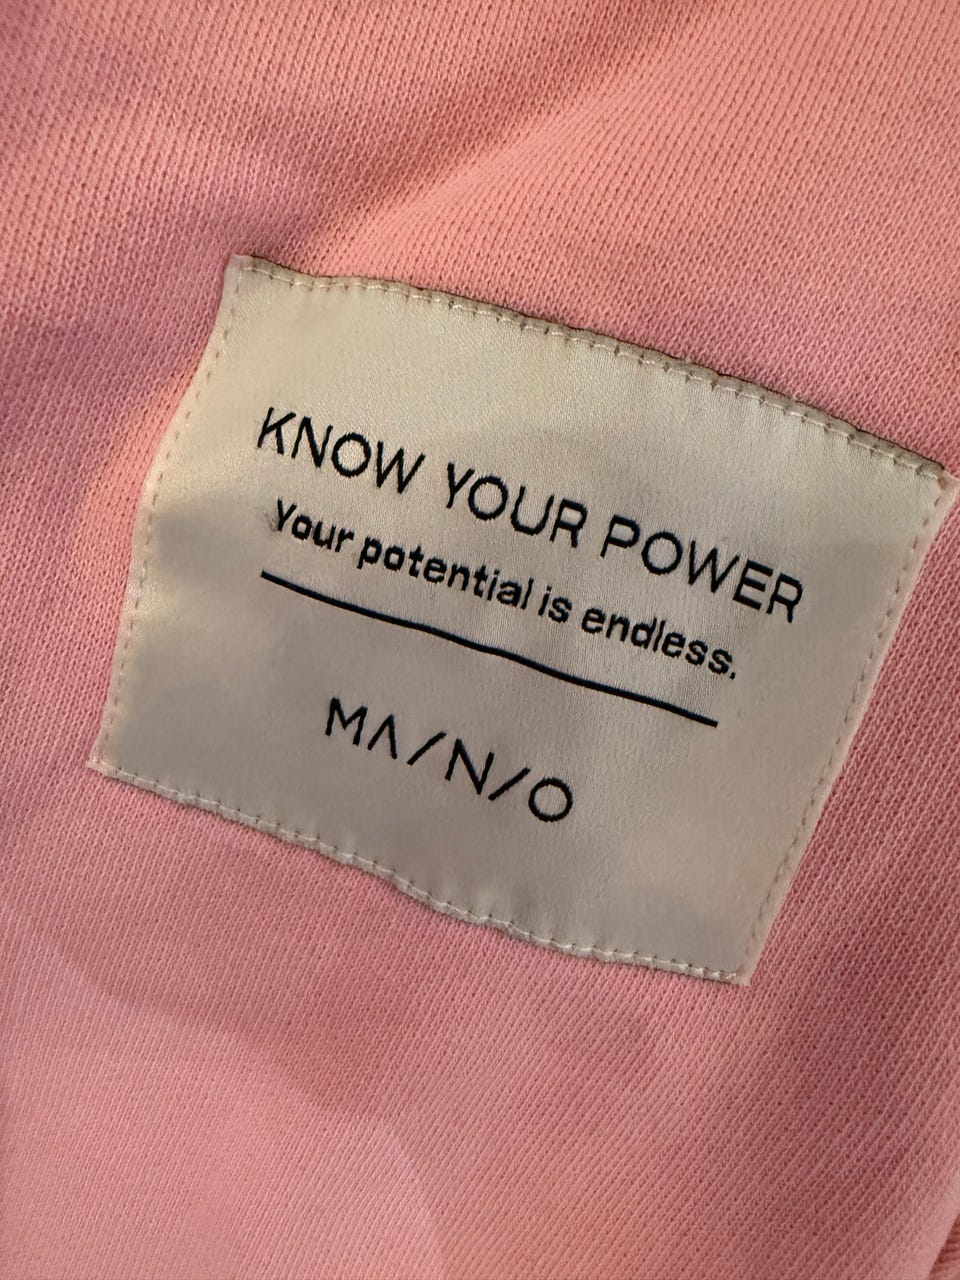 KNOW YOUR POWER
Your potential is endless.
MA/N/O